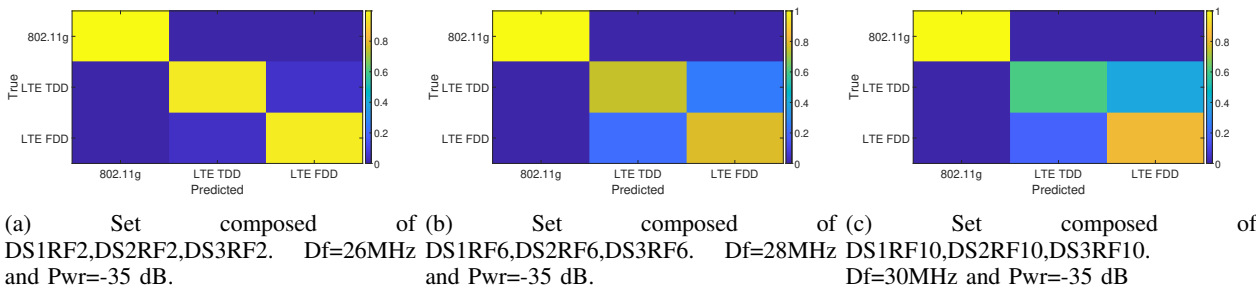 802.11g
LTE TDD
LTE FDD
True
802.11g LTE TDD LTE FDD
Predicted
0.8
0.6
0.4
0.2
0
802.11g
LTE TDD
LTE FDD
True
802.11g LTE TDD LTE FDD
Predicted
1
0.8
0.6
0.4
0.2
0
802.11g
LTE TDD
LTE FDD
True
802.11g LTE TDD LTE FDD
Predicted
1
0.8
0.6
0.4
0.2
0
(a) Set composed of
DS1RF2,DS2RF2,DS3RF2. Df=26MHz
and Pwr=-35 dB.
(b) Set composed of
DS1RF6,DS2RF6,DS3RF6. Df=28MHz
and Pwr=-35 dB.
(c) Set composed of
DS1RF10,DS2RF10,DS3RF10.
Df=30MHz and Pwr=-35 dB